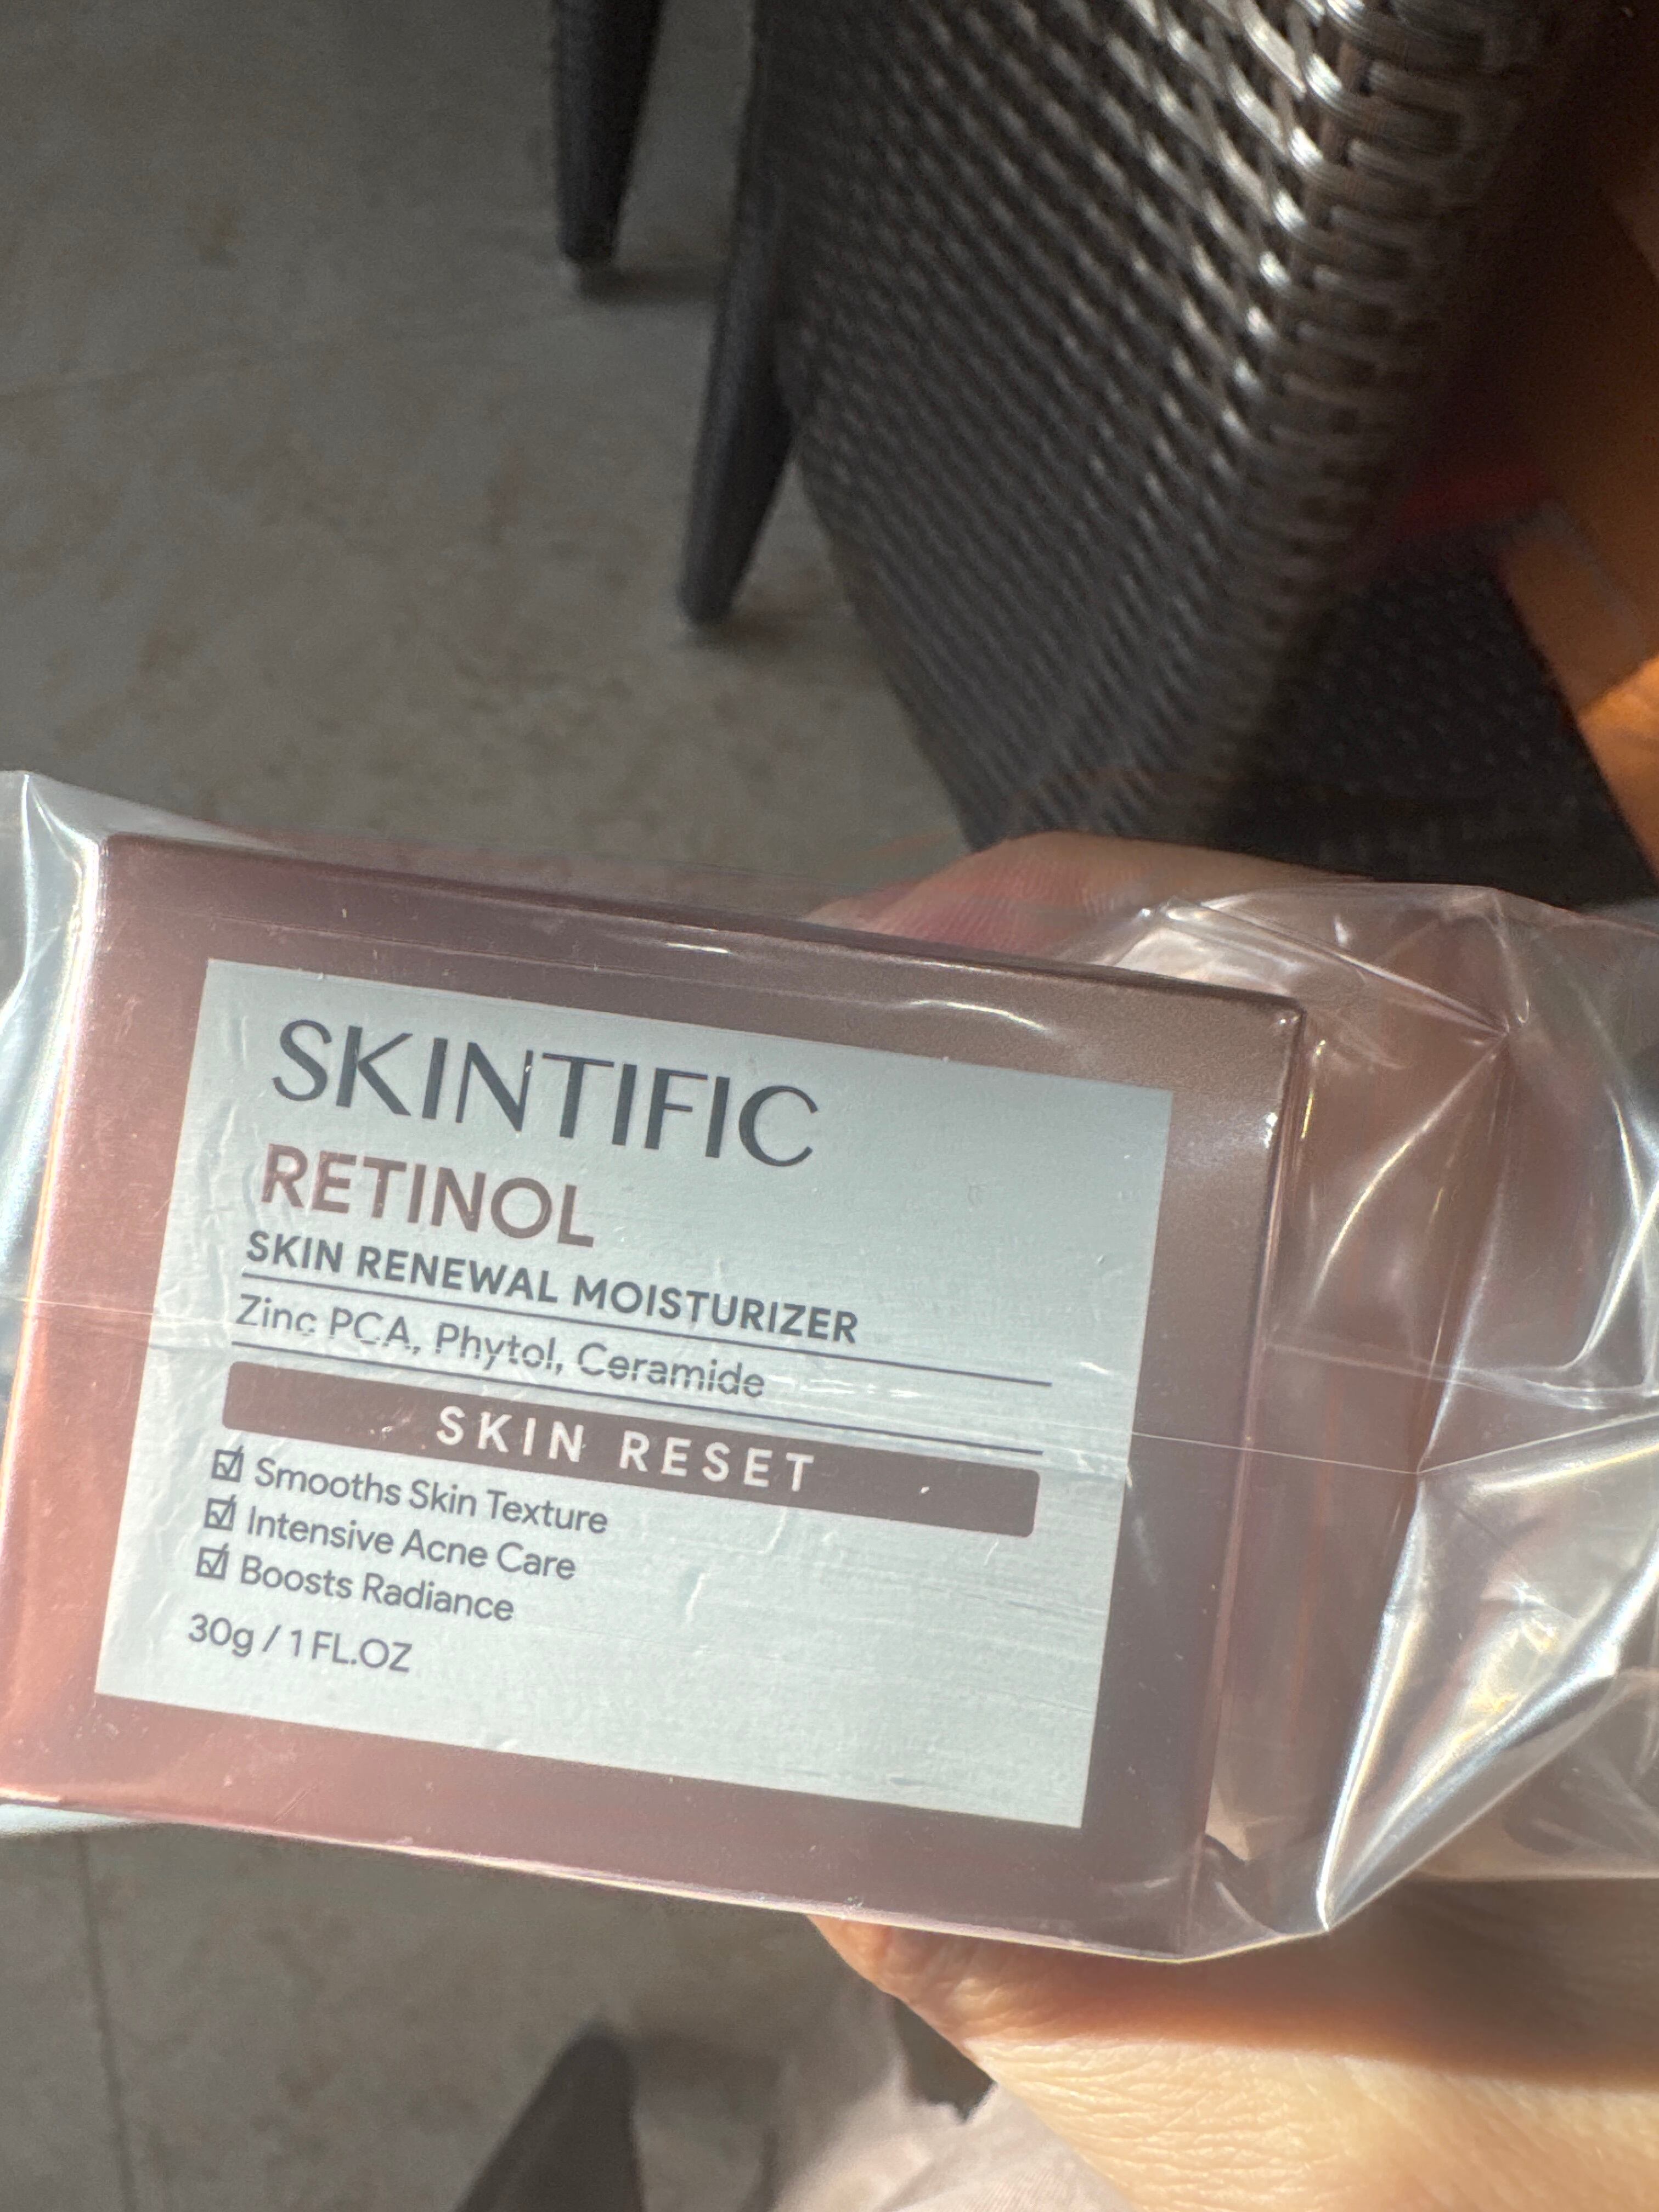 SKINTIFIC
RETINOL
SKIN RENEWAL MOISTURIZER
Zinc PCA, Phytol, Ceramide
SKIN RESET
☑ Smooths Skin Texture
☑ Intensive Acne Care
☑ Boosts Radiance
30g / 1 FL.OZ